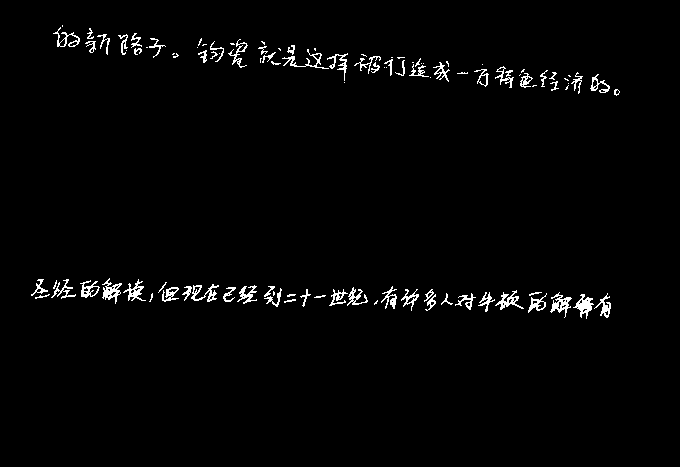 的新路子。钧瓷就是这样被打造成一方特色经济的。
圣经的解读,但现在已经到二十一世纪,有许多人对牛顿的解释有